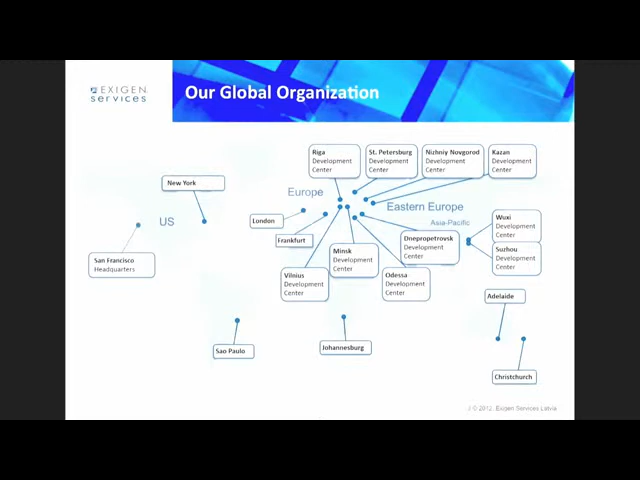 EXIGEN
services
Our Global Organization
Riga
Development
Center
St. Petersburg
Development
Center
Nizhniy Novgorod
Development
Center
Kazan
Development
Center
New York
Europe
Eastern Europe
US
London
Asia-Pacific
Wuxi
Development
Center
Frankfurt
Dnepropetrovsk
Development
Center
San Francisco
Headquarters
Minsk
Development
Center
Suzhou
Development
Center
Vilnius
Development
Center
Odessa
Development
Center
Adelaide
Sao Paulo
Johannesburg
Christchurch
© 2012, Exigen Services Latvia